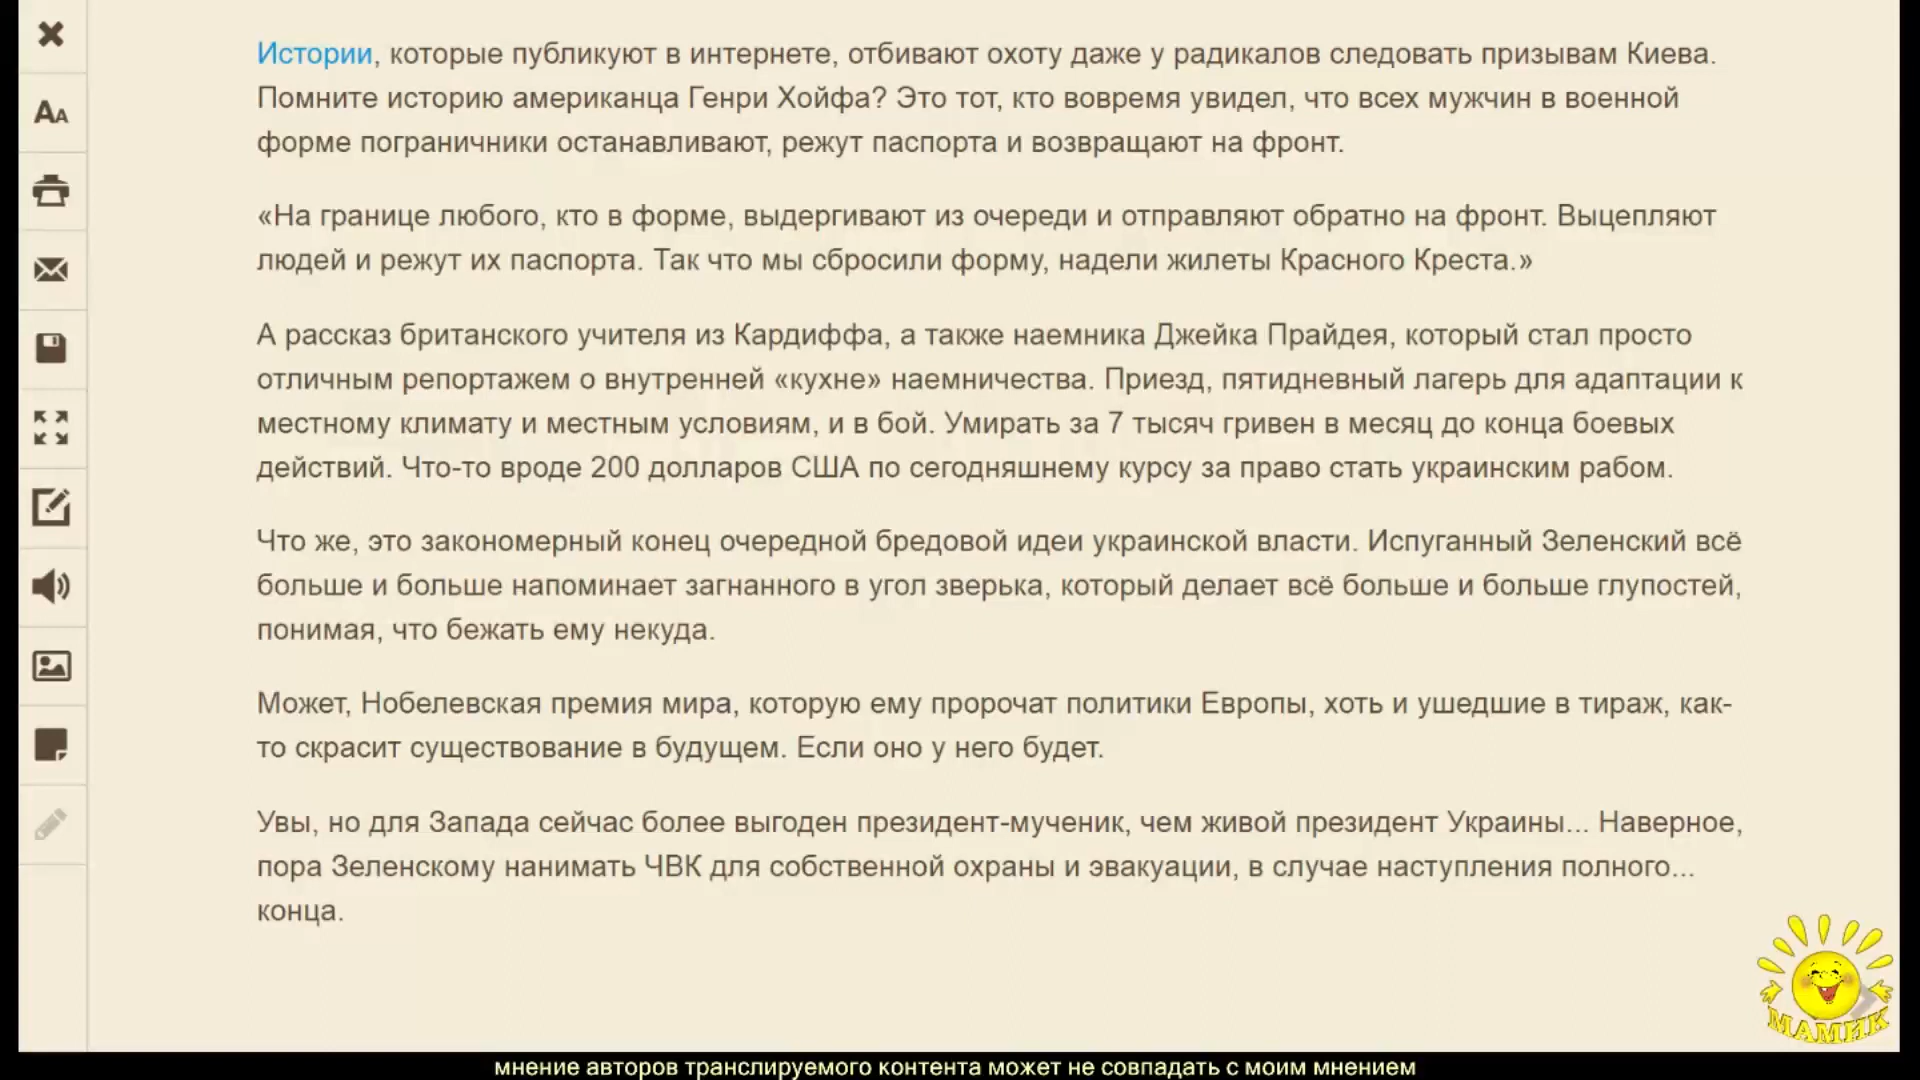 Истории, которые публикуют в интернете, отбивают охоту даже у радикалов следовать призывам Киева.
Помните историю американца Генри Хойфа? Это тот, кто вовремя увидел, что всех мужчин в военной
форме пограничники останавливают, режут паспорта и возвращают на фронт.
«На границе любого, кто в форме, выдергивают из очереди и отправляют обратно на фронт. Выцепляют
людей и режут их паспорта. Так что мы сбросили форму, надели жилеты Красного Креста.»
А рассказ британского учителя из Кардиффа, а также наемника Джейка Прайдея, который стал просто
отличным репортажем о внутренней «кухне» наемничества. Приезд, пятидневный лагерь для адаптации к
местному климату и местным условиям, и в бой. Умирать за 7 тысяч гривен в месяц до конца боевых
действий. Что-то вроде 200 долларов США по сегодняшнему курсу за право стать украинским рабом.
Что же, это закономерный конец очередной бредовой идеи украинской власти. Испуганный Зеленский всё
больше и больше напоминает загнанного в угол зверька, который делает всё больше и больше глупостей,
понимая, что бежать ему некуда.
Может, Нобелевская премия мира, которую ему пророчат политики Европы, хоть и ушедшие в тираж, как-
то скрасит существование в будущем. Если оно у него будет.
Увы, но для Запада сейчас более выгоден президент-мученик, чем живой президент Украины... Наверное,
пора Зеленскому нанимать ЧВК для собственной охраны и эвакуации, в случае наступления полного...
конца.
МАМИК
мнение авторов транслируемого контента может не совпадать с моим мнением